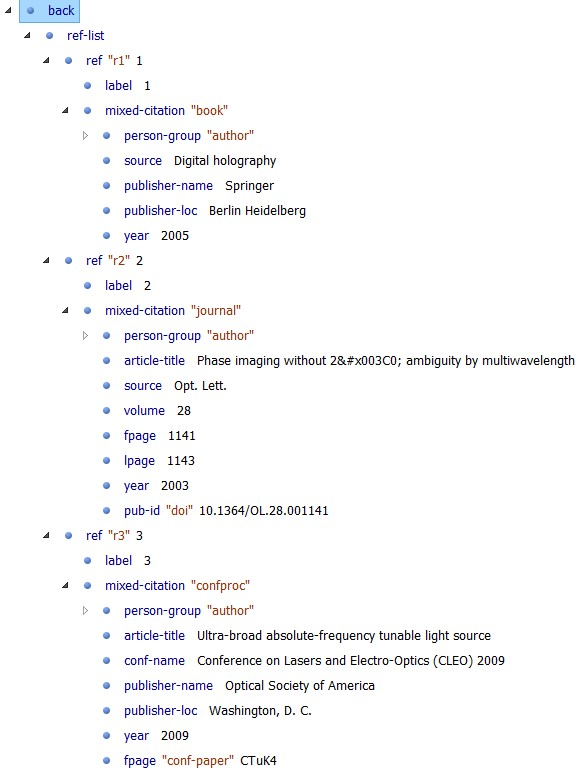 back
ref-list
ref "r1" 1
label 1
mixed-citation "book"
person-group "author"
source Digital holography
publisher-name Springer
publisher-loc Berlin Heidelberg
year 2005
ref "r2" 2
label 2
mixed-citation "journal"
person-group "author"
article-title Phase imaging without 2&#x003C0; ambiguity by multiwavelength
source Opt. Lett.
volume 28
fpage 1141
lpage 1143
year 2003
pub-id "doi" 10.1364/OL.28.001141
ref "r3" 3
label 3
mixed-citation "confproc"
person-group "author"
article-title Ultra-broad absolute-frequency tunable light source
conf-name Conference on Lasers and Electro-Optics (CLEO) 2009
publisher-name Optical Society of America
publisher-loc Washington, D. C.
year 2009
fpage "conf-paper" CTuK4